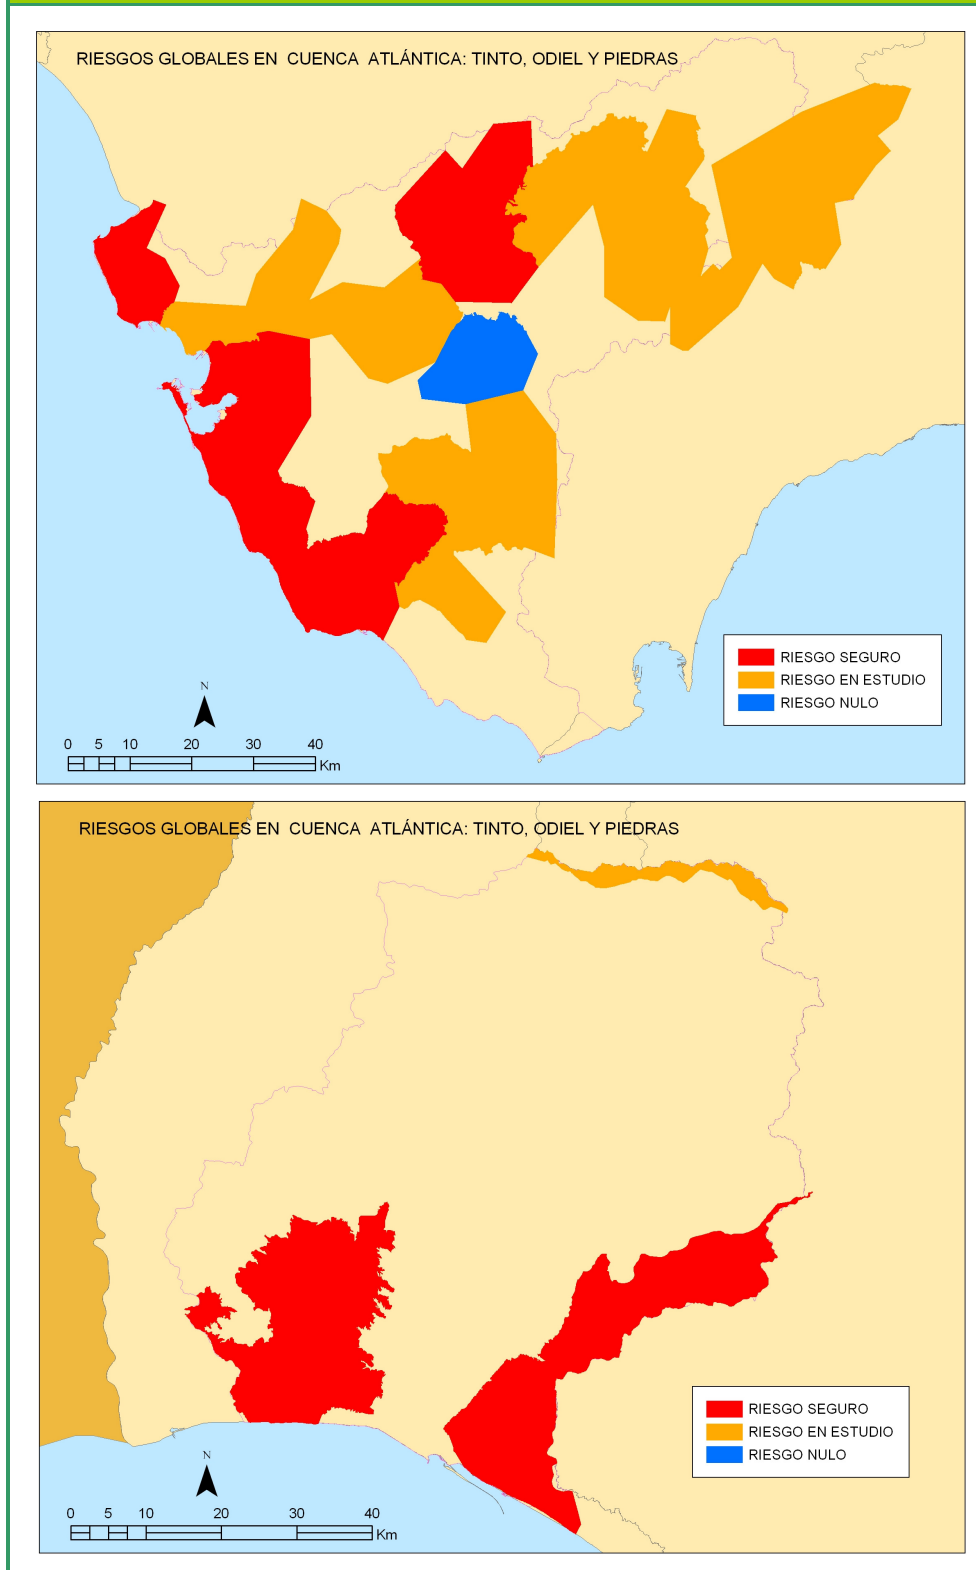 RIESGOS GLOBALES EN CUENCA ATLÁNTICA: TINTO, ODIEL Y PIEDRAS
RIESGO SEGURO
RIESGO EN ESTUDIO
RIESGO NULO
N
0 5 10 20 30 40
Km
RIESGOS GLOBALES EN CUENCA ATLÁNTICA: TINTO, ODIEL Y PIEDRAS
RIESGO SEGURO
RIESGO EN ESTUDIO
RIESGO NULO
N
0 5 10 20 30 40
Km